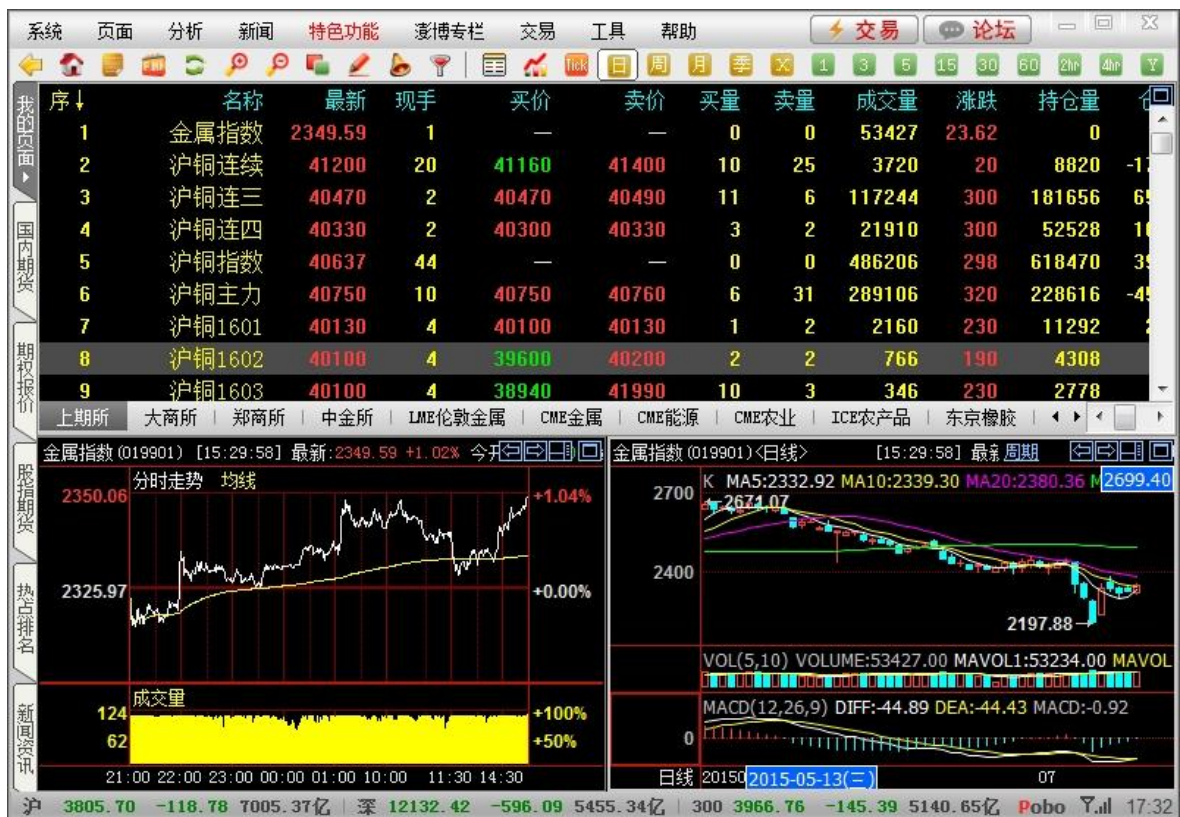 系统 页面 分析 新闻 特色功能 澎博专栏 交易 工具 帮助 交易 论坛
Tick 日 周 月 季 X 1 3 5 15 30 60 2hr 4hr Y
我的页面
国内期货
期权报价
股指期货
热点排名
新闻资讯
序↓ 名称 最新 现手 买价 卖价 买量 卖量 成交量 涨跌 持仓量
1 金属指数 2349.59 1 — — 0 0 53427 23.62 0
2 沪铜连续 41200 20 41160 41400 10 25 3720 20 8820
3 沪铜连三 40470 2 40470 40490 11 6 117244 300 181656
4 沪铜连四 40330 2 40300 40330 3 2 21910 300 52528
5 沪铜指数 40637 44 — — 0 0 486206 298 618470
6 沪铜主力 40750 10 40750 40760 6 31 289106 320 228616
7 沪铜1601 40130 4 40100 40130 1 2 2160 230 11292
8 沪铜1602 40100 4 39600 40200 2 2 766 190 4308
9 沪铜1603 40100 4 38940 41990 10 3 346 230 2778
上期所 大商所 郑商所 中金所 LME伦敦金属 CME金属 CME能源 CME农业 ICE农产品 东京橡胶
金属指数(019901) [15:29:58] 最新:2349.59 +1.02% 今开
分时走势 均线
2350.06 +1.04%
2325.97 +0.00%
成交量
124 +100%
62 +50%
21:00 22:00 23:00 00:00 01:00 10:00 11:30 14:30
金属指数(019901)<日线> [15:29:58] 最新 周期
K MA5:2332.92 MA10:2339.30 MA20:2380.36 M 2699.40
2700 2671.07
2400
2197.88
VOL(5,10) VOLUME:53427.00 MAVOL1:53234.00 MAVOL
MACD(12,26,9) DIFF:-44.89 DEA:-44.43 MACD:-0.92
0
日线 20150 2015-05-13(三) 07
沪 3805.70 -118.78 7005.37亿 深 12132.42 -596.09 5455.34亿 300 3966.76 -145.39 5140.65亿 Pobo 17:32